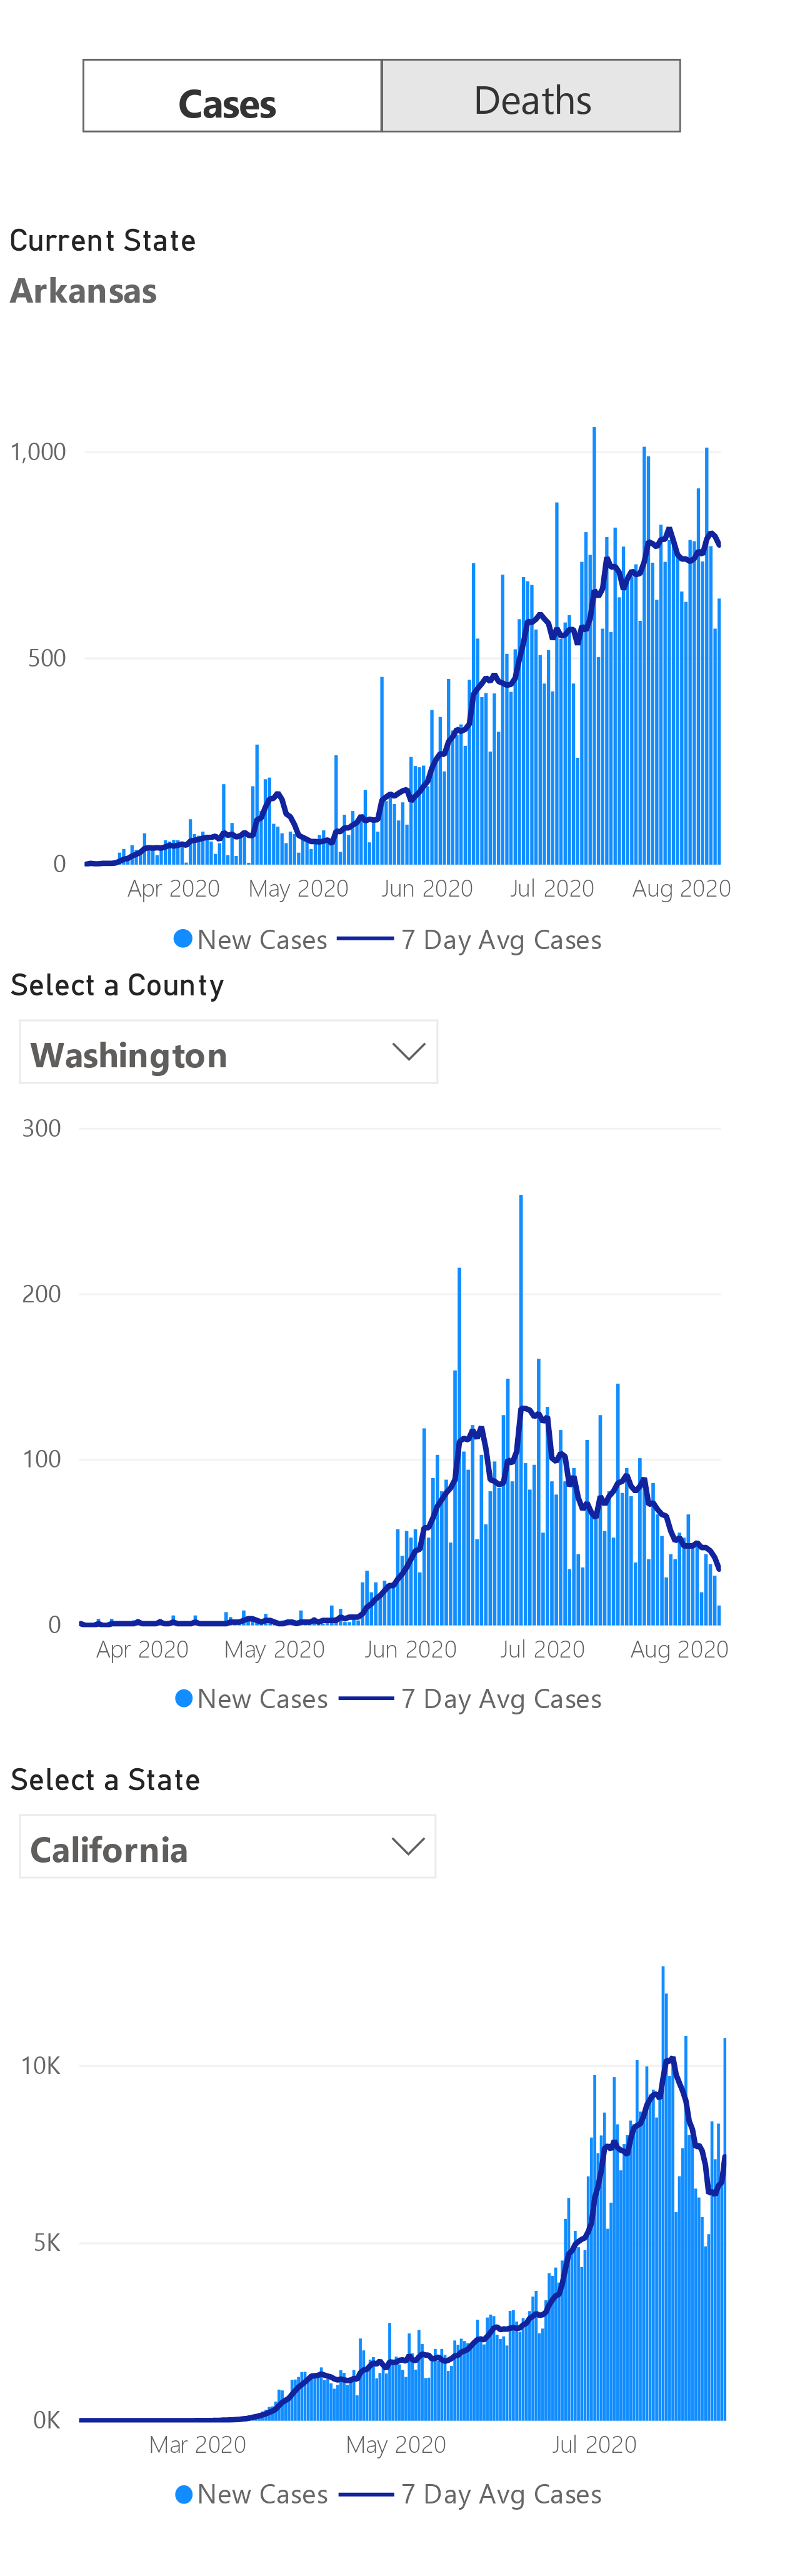 Cases Deaths
Current State
Arkansas
1,000
500
0
Apr 2020 May 2020 Jun 2020 Jul 2020 Aug 2020
New Cases 7 Day Avg Cases
Select a County
Washington
300
200
100
0
Apr 2020 May 2020 Jun 2020 Jul 2020 Aug 2020
New Cases 7 Day Avg Cases
Select a State
California
10K
5K
0K
Mar 2020 May 2020 Jul 2020
New Cases 7 Day Avg Cases